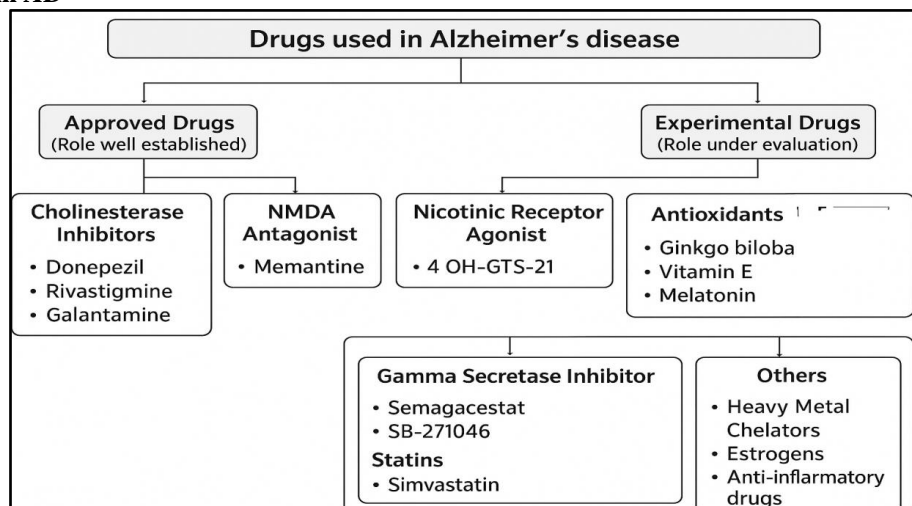 Drugs used in Alzheimer's disease
Approved Drugs
(Role well established)
Experimental Drugs
(Role under evaluation)
Cholinesterase
Inhibitors
• Donepezil
• Rivastigmine
• Galantamine
NMDA
Antagonist
• Memantine
Nicotinic Receptor
Agonist
• 4 OH-GTS-21
Antioxidants
• Ginkgo biloba
• Vitamin E
• Melatonin
Gamma Secretase Inhibitor
• Semagacestat
• SB-271046
Statins
• Simvastatin
Others
• Heavy Metal
Chelators
• Estrogens
• Anti-inflarmatory
drugs